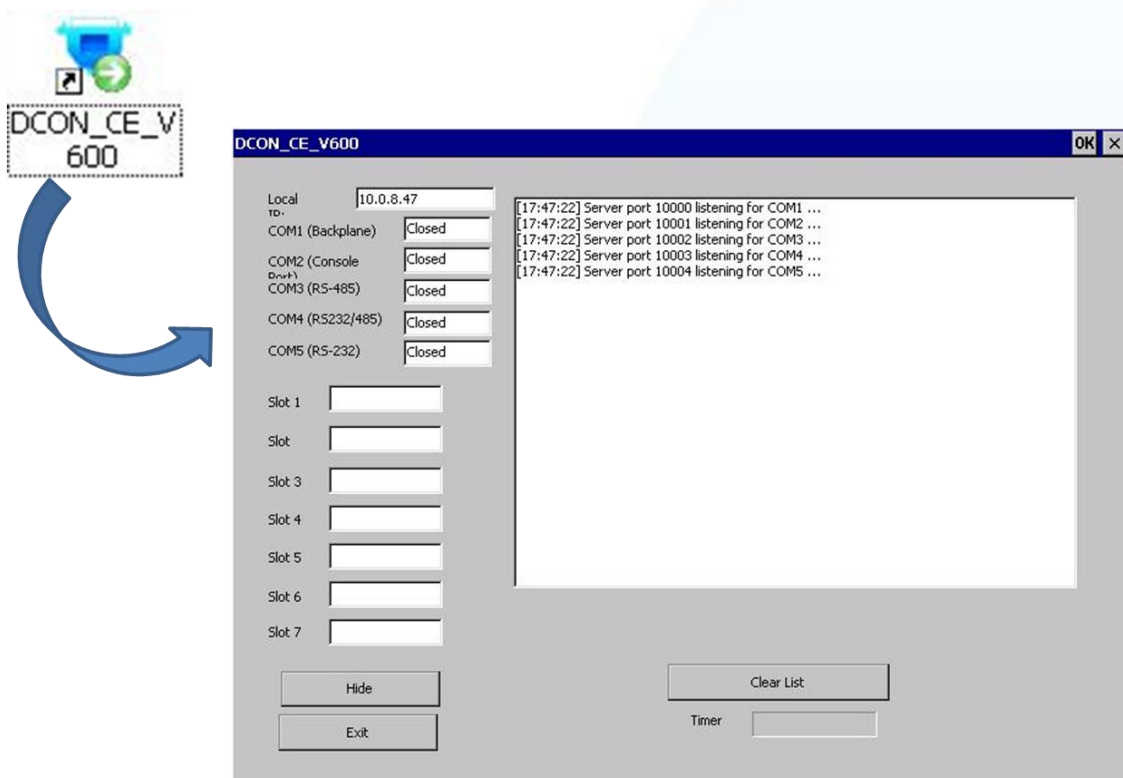 DCON_CE_V
600
DCON_CE_V600
OK
Local
10.0.8.47
COM1 (Backplane)
Closed
COM2 (Console
Closed
COM3 (RS-485)
Closed
COM4 (RS232/485)
Closed
COM5 (RS-232)
Closed
[17:47:22] Server port 10000 listening for COM1 ...
[17:47:22] Server port 10001 listening for COM2 ...
[17:47:22] Server port 10002 listening for COM3 ...
[17:47:22] Server port 10003 listening for COM4 ...
[17:47:22] Server port 10004 listening for COM5 ...
Slot 1
Slot
Slot 3
Slot 4
Slot 5
Slot 6
Slot 7
Hide
Exit
Clear List
Timer